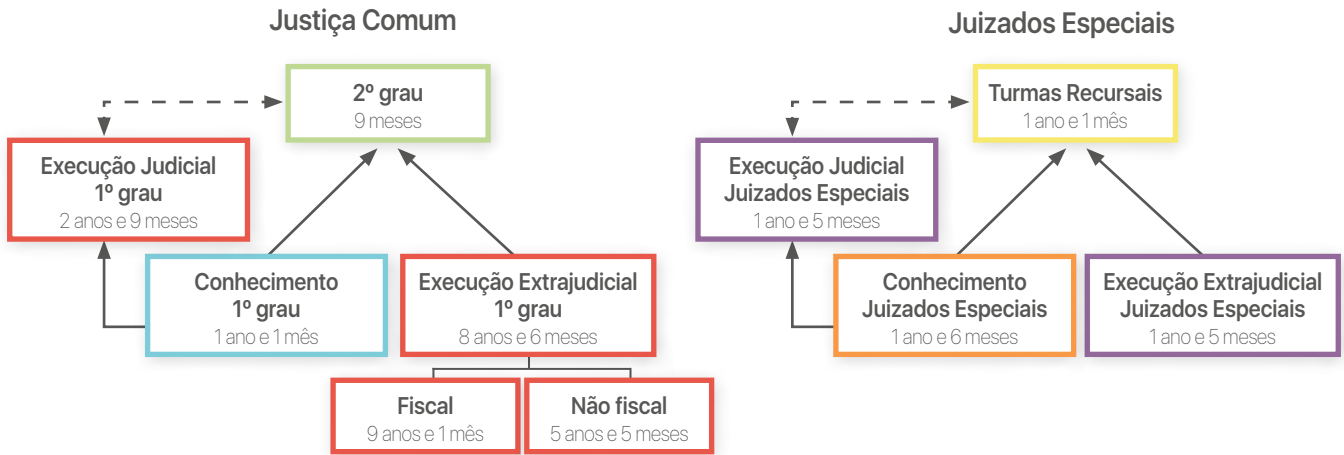 Justiça Comum
2º grau
9 meses
Execução Judicial
1º grau
2 anos e 9 meses
Conhecimento
1º grau
1 ano e 1 mês
Execução Extrajudicial
1º grau
8 anos e 6 meses
Fiscal
9 anos e 1 mês
Não fiscal
5 anos e 5 meses
Juizados Especiais
Turmas Recursais
1 ano e 1 mês
Execução Judicial
Juizados Especiais
1 ano e 5 meses
Conhecimento
Juizados Especiais
1 ano e 6 meses
Execução Extrajudicial
Juizados Especiais
1 ano e 5 meses